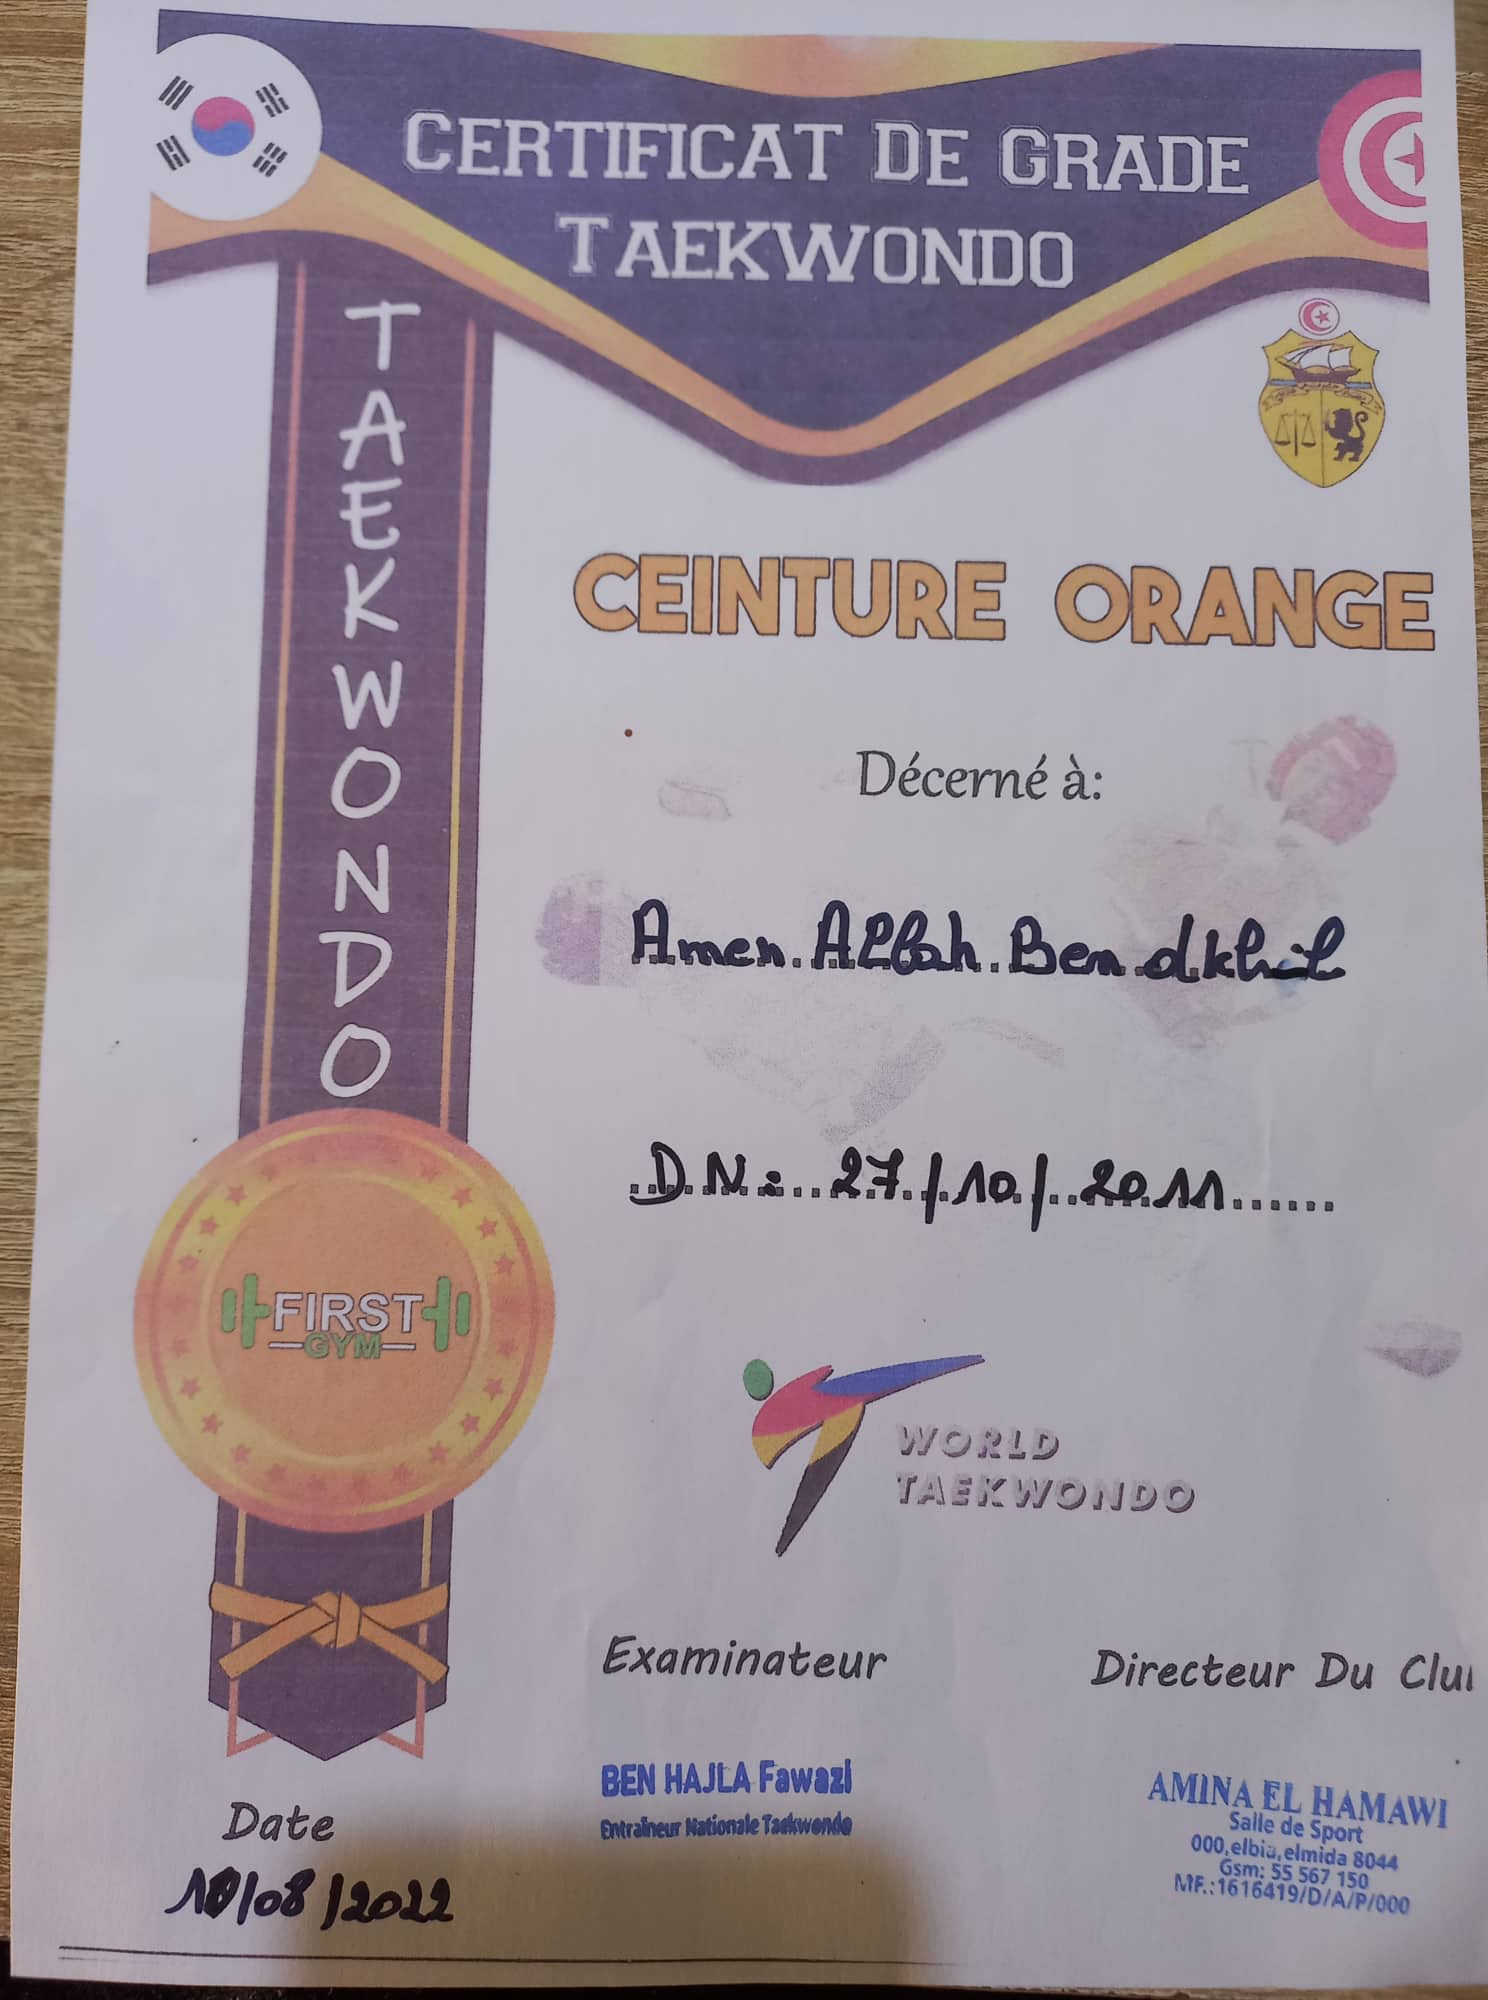 CERTIFICAT DE GRADE
TAEKWONDO
TAEKWONDO
CEINTURE ORANGE
Décerné à:
Amen Allah Ben dkhil
D.N: 27/10/2011
FIRST
GYM
WORLD
TAEKWONDO
Examinateur
Directeur Du Clu
BEN HAJLA Fawazi
Entraîneur Nationale Taekwondo
AMINA EL HAMAWI
Salle de Sport
000,elbia,elmida 8044
Gsm: 55 567 150
MF.:1616419/D/A/P/000
Date
/08/2022